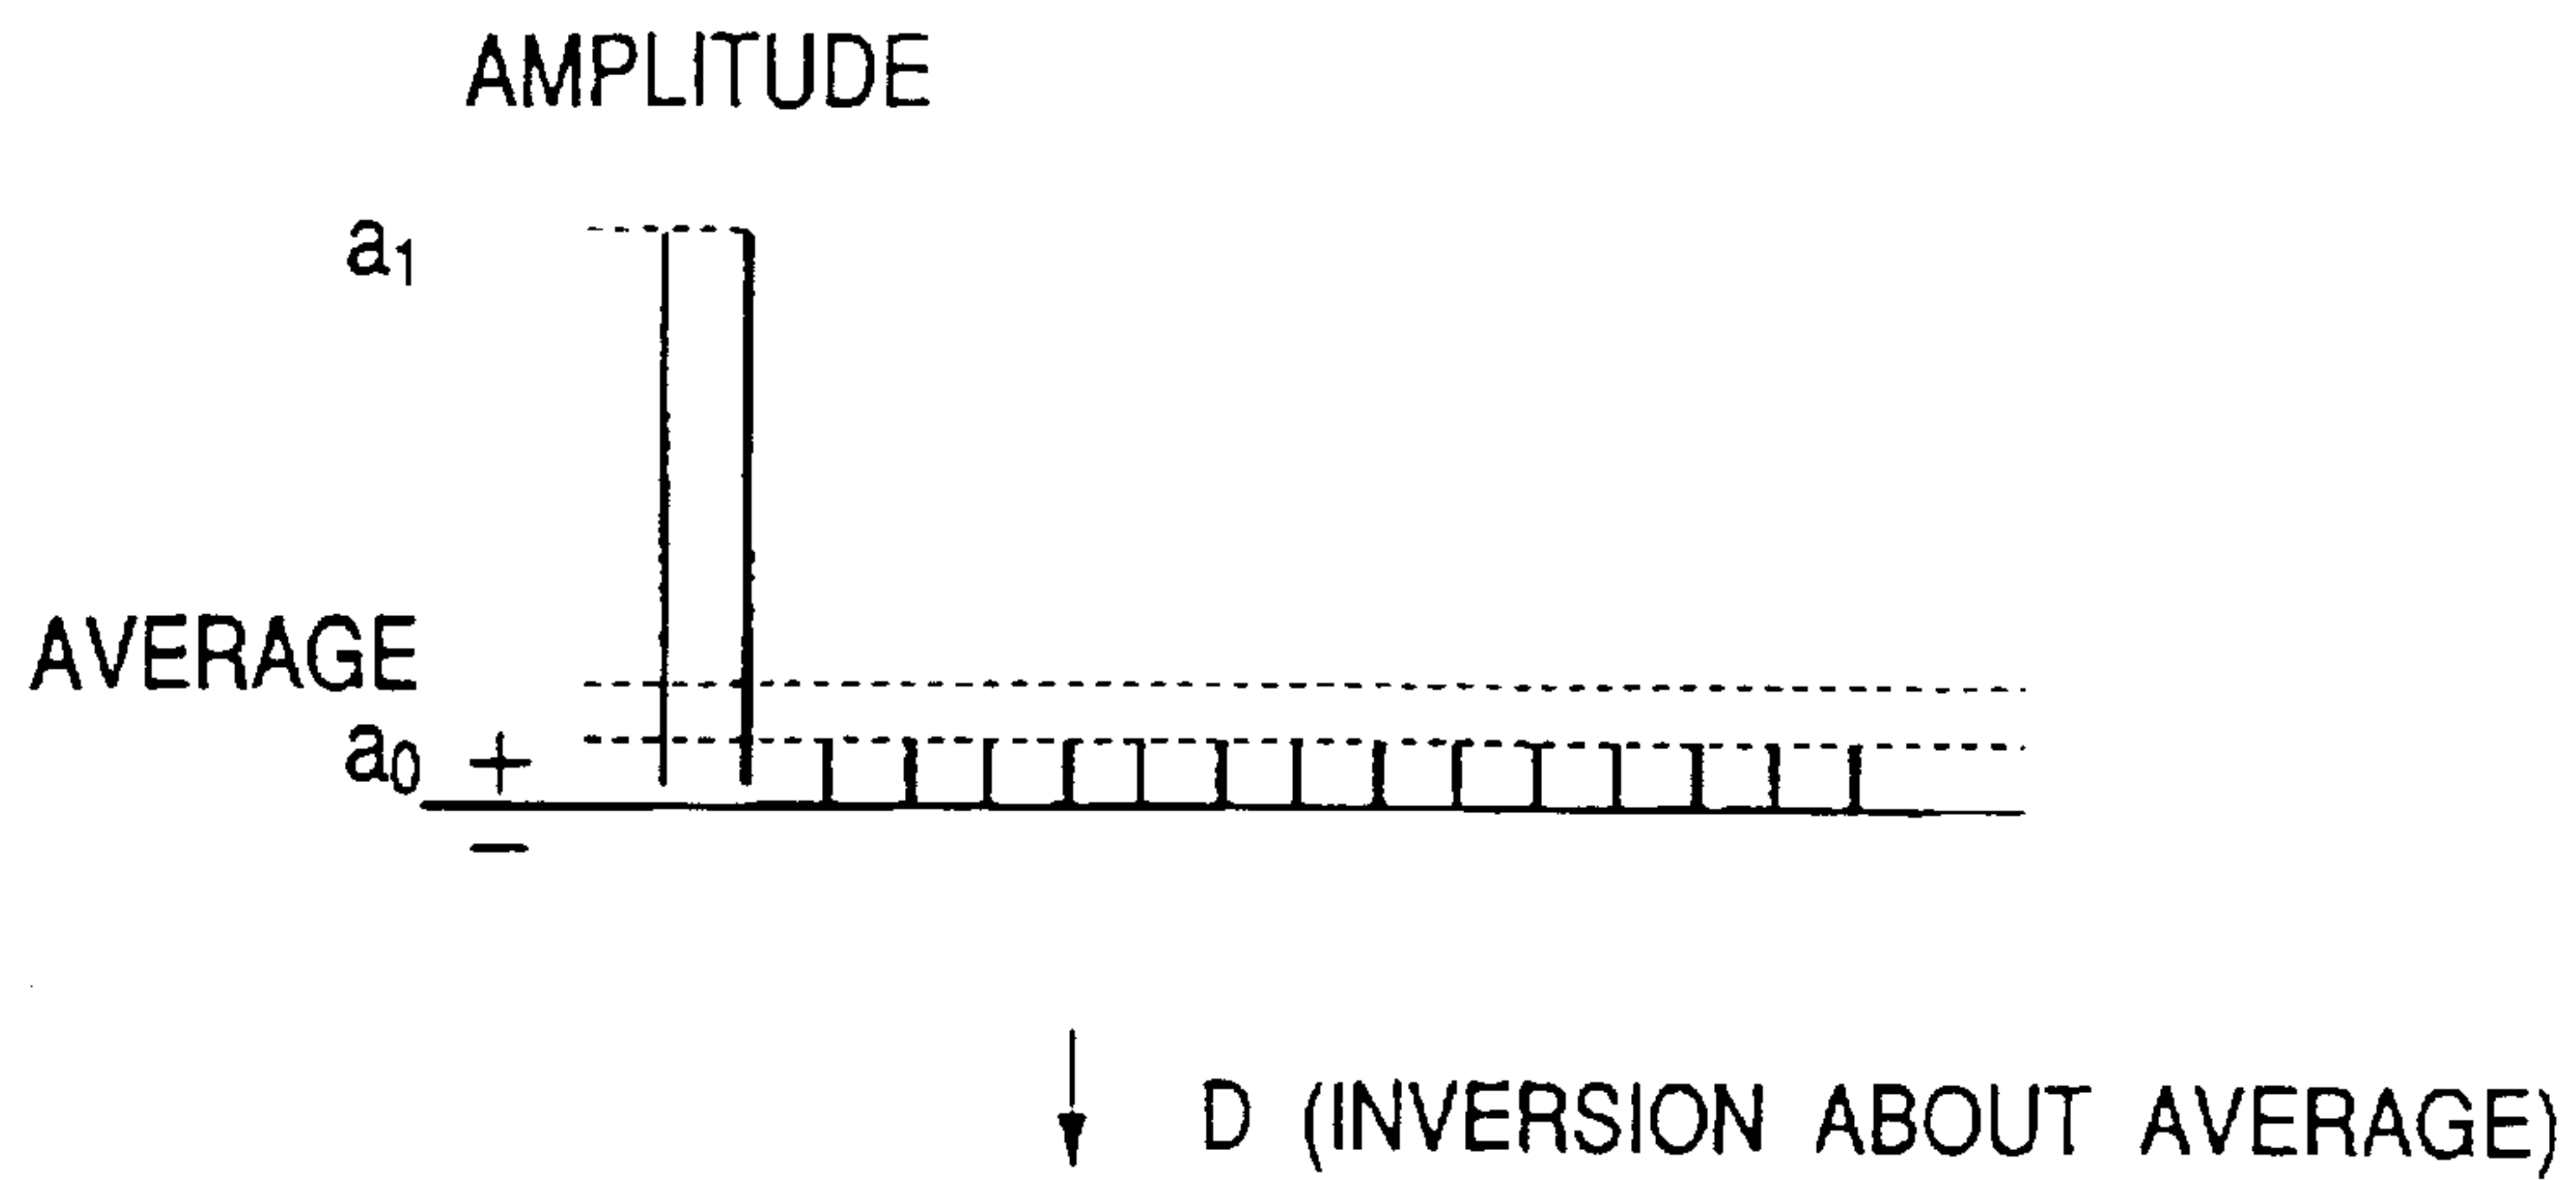 AMPLITUDE
a₁
AVERAGE
a₀ +
−
D (INVERSION ABOUT AVERAGE)